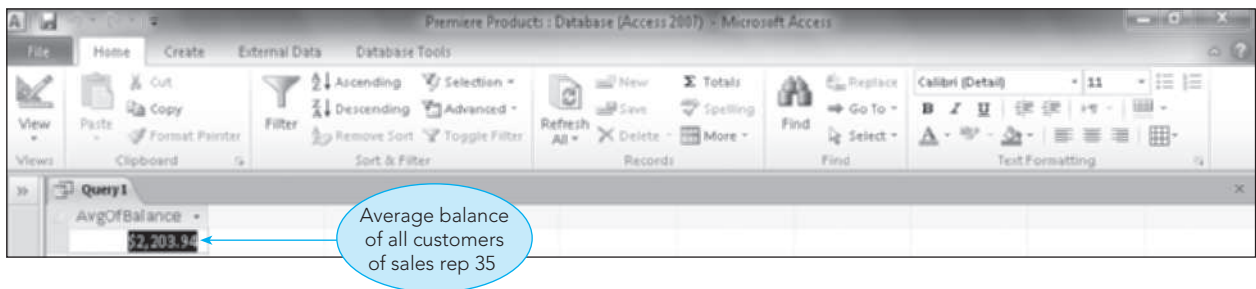 Premiere Products : Database (Access 2007) - Microsoft Access
File Home Create External Data Database Tools
View
Views
Paste
Cut
Copy
Format Painter
Clipboard
Filter
Ascending
Descending
Remove Sort
Selection
Advanced
Toggle Filter
Sort & Filter
Refresh
All
New
Save
Delete
Σ Totals
Spelling
More
Records
Find
Replace
Go To
Select
Find
Calibri (Detail) 11
B I U
A
Text Formatting
Query1
AvgOfBalance
$2,203.94
Average balance
of all customers
of sales rep 35